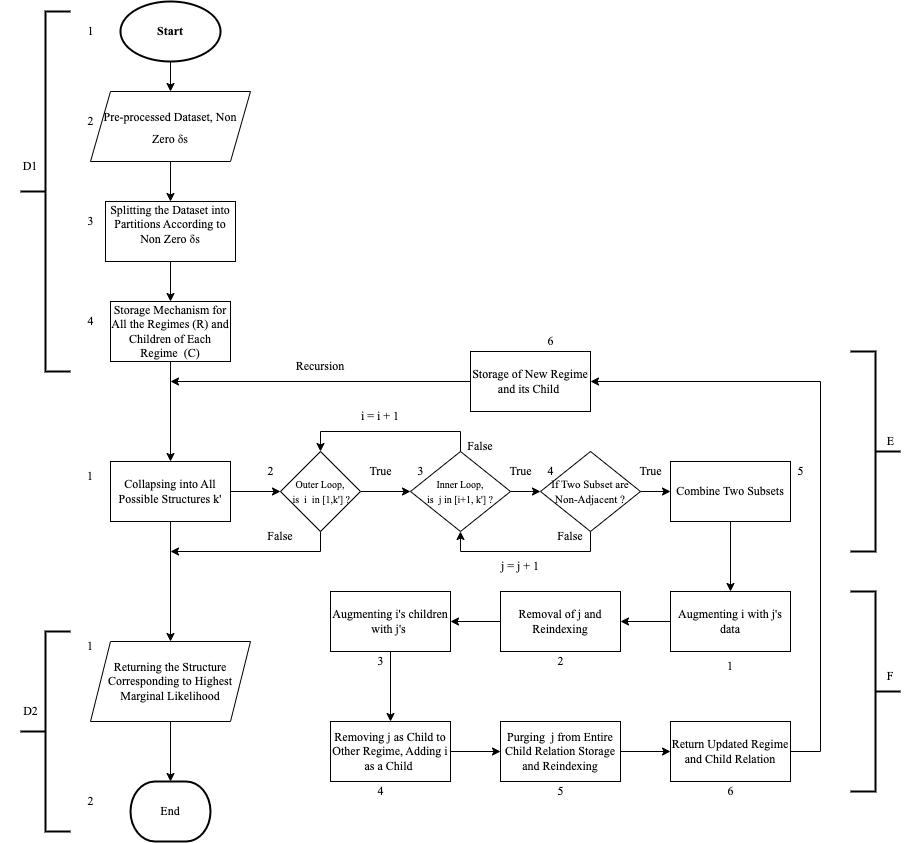 1
Start
2
Pre-processed Dataset, Non
Zero δs
D1
3
Splitting the Dataset into
Partitions According to
Non Zero δs
4
Storage Mechanism for
All the Regimes (R) and
Children of Each
Regime (C)
6
Recursion
Storage of New Regime
and its Child
i = i + 1
False
E
1
Collapsing into All
Possible Structures k'
2
Outer Loop,
is i in [1,k'] ?
True
3
Inner Loop,
is j in [i+1, k'] ?
True
4
If Two Subset are
Non-Adjacent ?
True
Combine Two Subsets
5
False
False
j = j + 1
Augmenting i's children
with j's
3
Removal of j and
Reindexing
2
Augmenting i with j's
data
1
F
1
Returning the Structure
Corresponding to Highest
Marginal Likelihood
D2
Removing j as Child to
Other Regime, Adding i
as a Child
4
Purging j from Entire
Child Relation Storage
and Reindexing
5
Return Updated Regime
and Child Relation
6
2
End